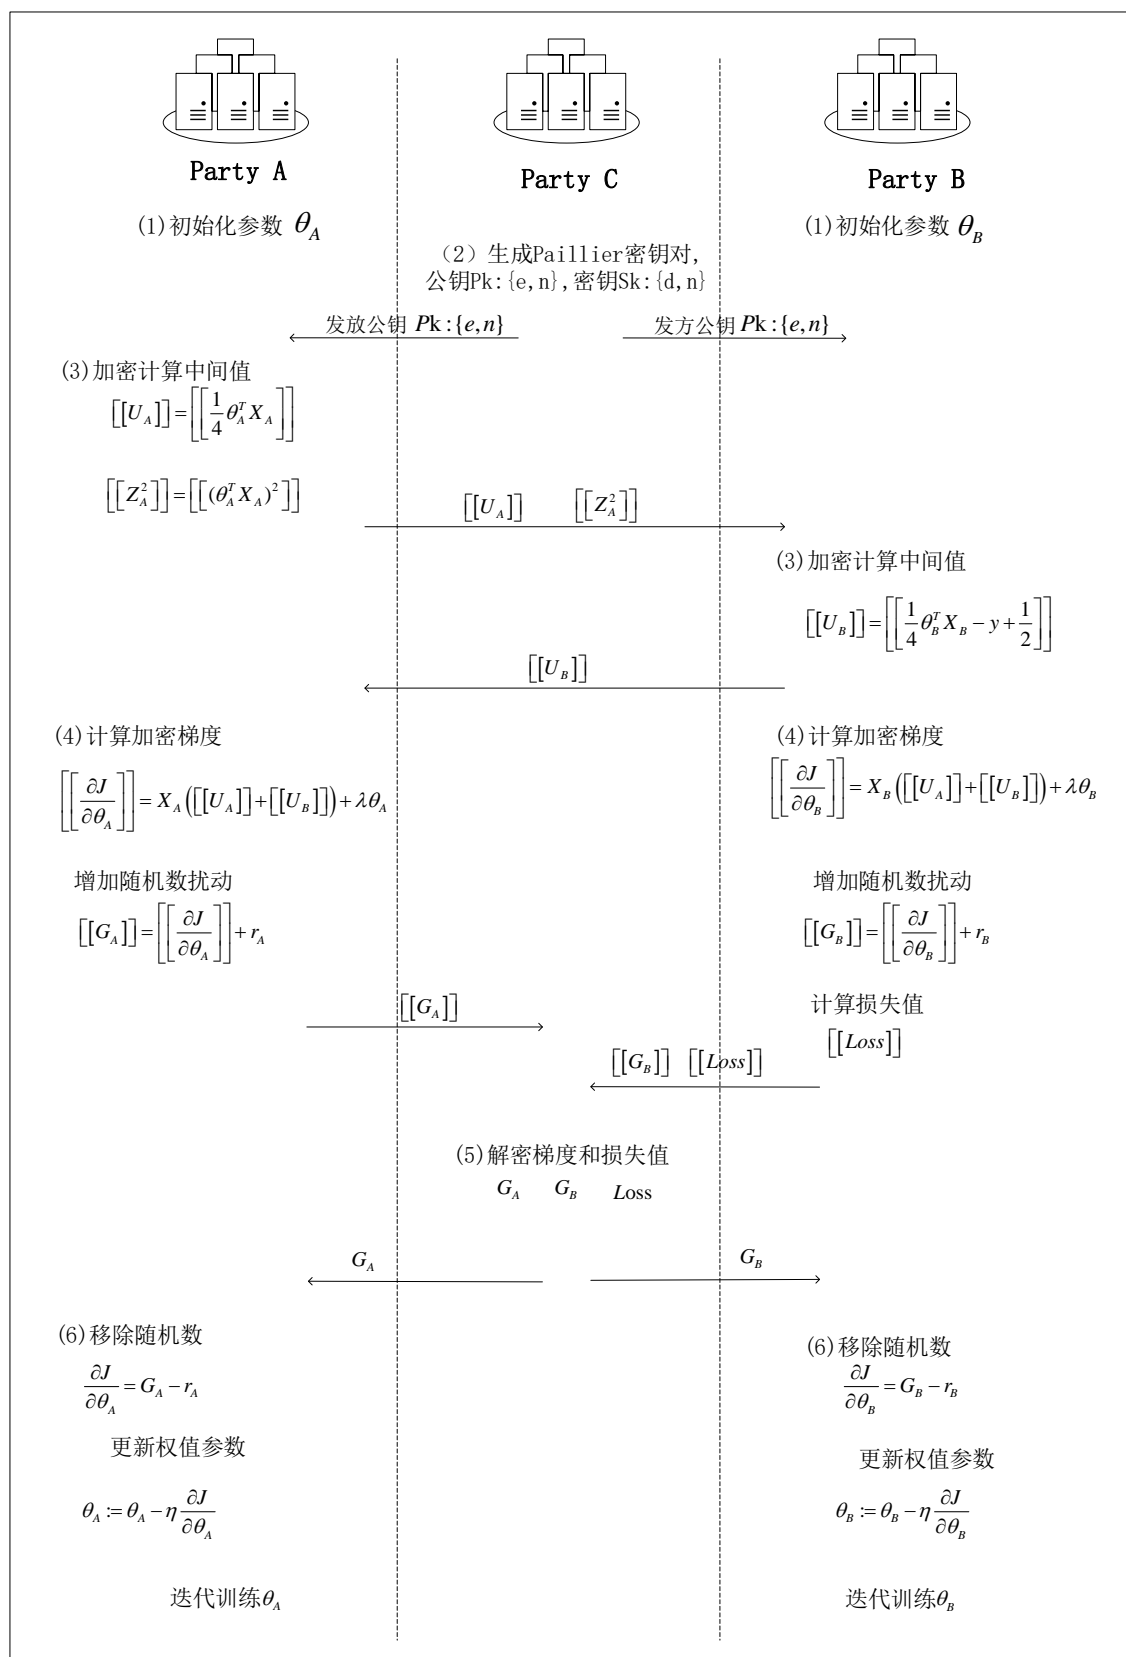 Party A
Party C
Party B
(1)初始化参数 θ_A
(1)初始化参数 θ_B
（2）生成Paillier密钥对,
公钥Pk:{e,n},密钥Sk:{d,n}
发放公钥 Pk:{e,n}
发方公钥 Pk:{e,n}
(3)加密计算中间值
[[U_A]]=[[1/4 θ_A^T X_A]]
[[Z_A^2]]=[[(θ_A^T X_A)^2]]
[[U_A]] [[Z_A^2]]
(3)加密计算中间值
[[U_B]]=[[1/4 θ_B^T X_B − y + 1/2]]
[[U_B]]
(4)计算加密梯度
[[∂J/∂θ_A]] = X_A([[U_A]]+[[U_B]])+λθ_A
(4)计算加密梯度
[[∂J/∂θ_B]] = X_B([[U_A]]+[[U_B]])+λθ_B
增加随机数扰动
[[G_A]]=[[∂J/∂θ_A]]+r_A
增加随机数扰动
[[G_B]]=[[∂J/∂θ_B]]+r_B
计算损失值
[[Loss]]
[[G_A]]
[[G_B]] [[Loss]]
(5)解密梯度和损失值
G_A G_B Loss
G_A
G_B
(6)移除随机数
∂J/∂θ_A = G_A − r_A
更新权值参数
θ_A := θ_A − η ∂J/∂θ_A
迭代训练θ_A
(6)移除随机数
∂J/∂θ_B = G_B − r_B
更新权值参数
θ_B := θ_B − η ∂J/∂θ_B
迭代训练θ_B